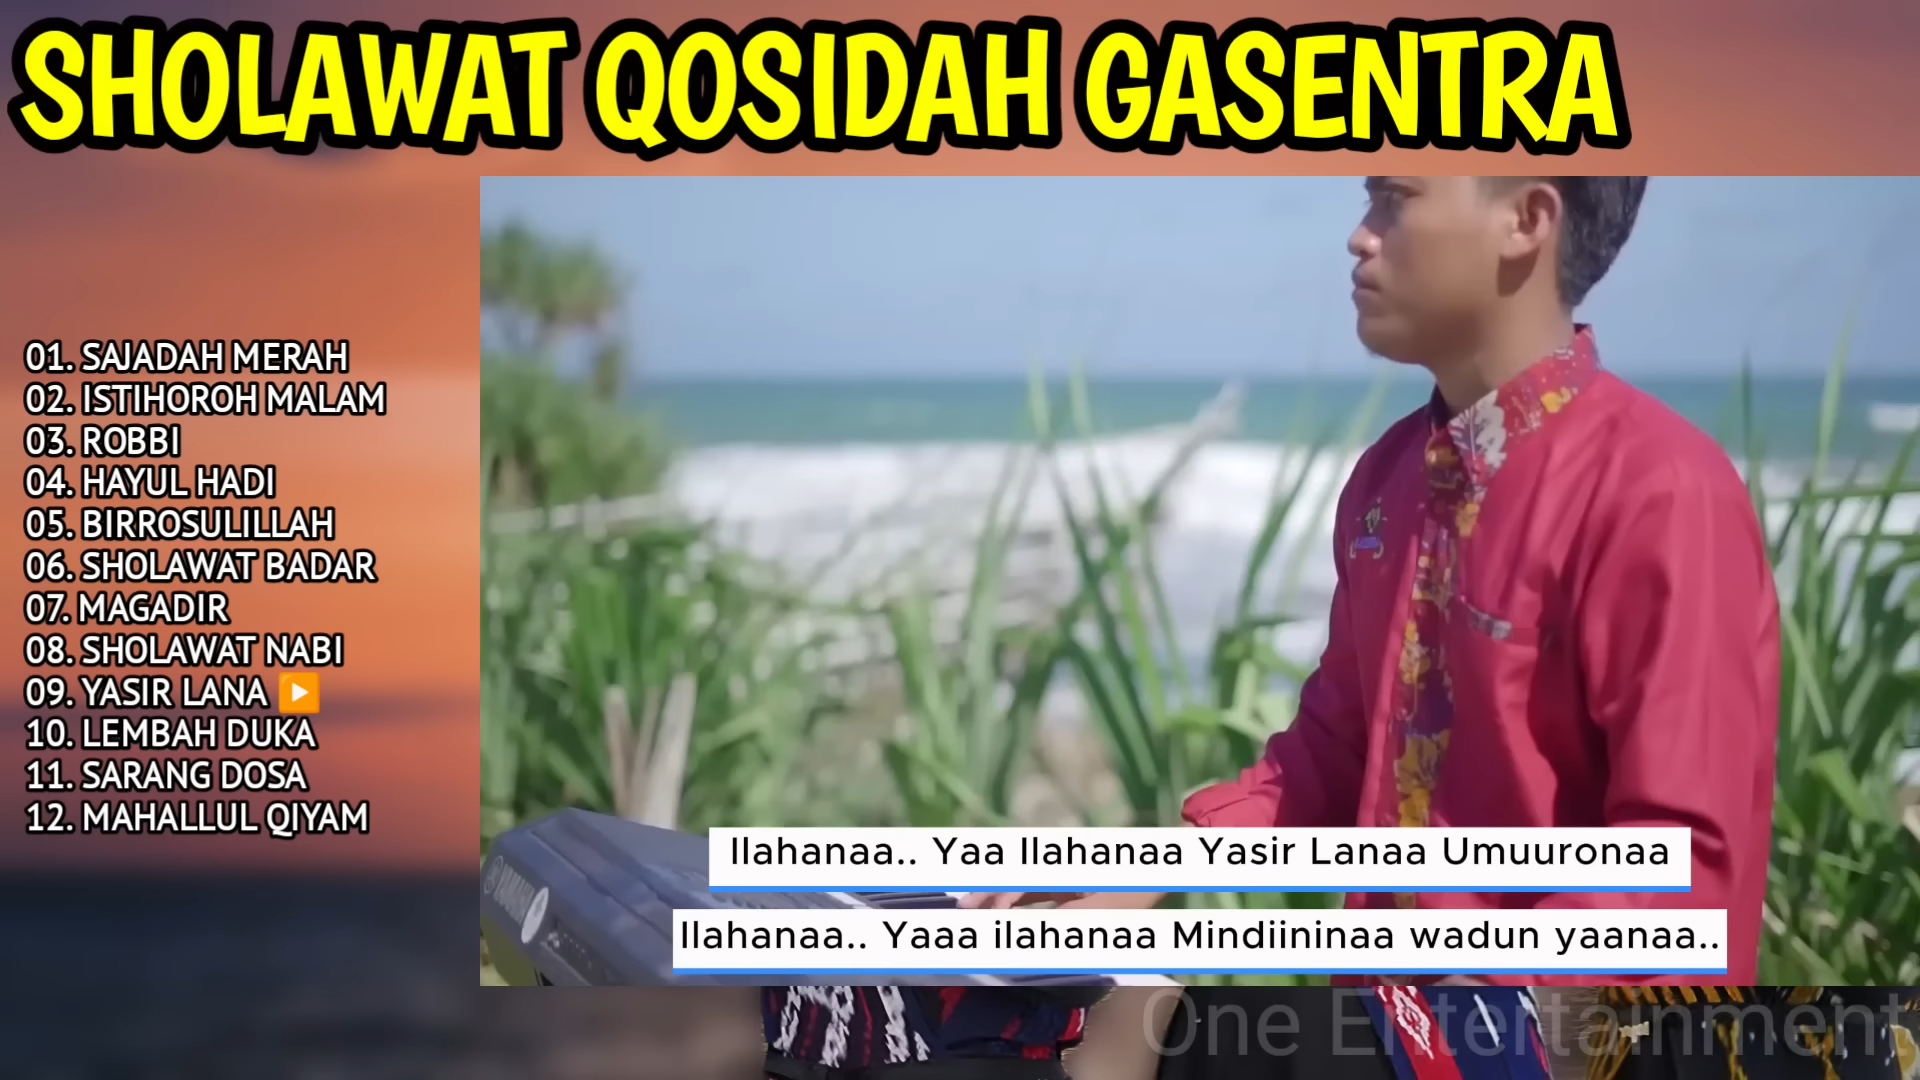 SHOLAWAT QOSIDAH GASENTRA
01. SAJADAH MERAH
02. ISTIHOROH MALAM
03. ROBBI
04. HAYUL HADI
05. BIRROSULILLAH
06. SHOLAWAT BADAR
07. MAGADIR
08. SHOLAWAT NABI
09. YASIR LANA ▶️
10. LEMBAH DUKA
11. SARANG DOSA
12. MAHALLUL QIYAM
YAMAHA
Ilahanaa.. Yaa Ilahanaa Yasir Lanaa Umuuronaa
Ilahanaa.. Yaaa ilahanaa Mindiininaa wadun yaanaa..
One Entertainment